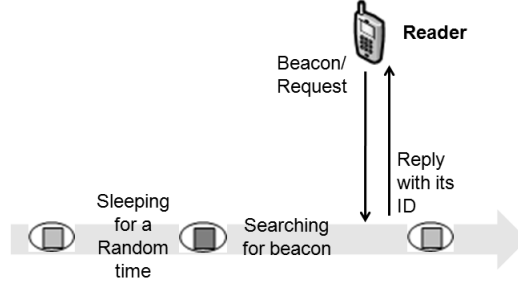 Reader
Beacon/
Request
Reply
with its
ID
Sleeping
for a
Random
time
Searching
for beacon